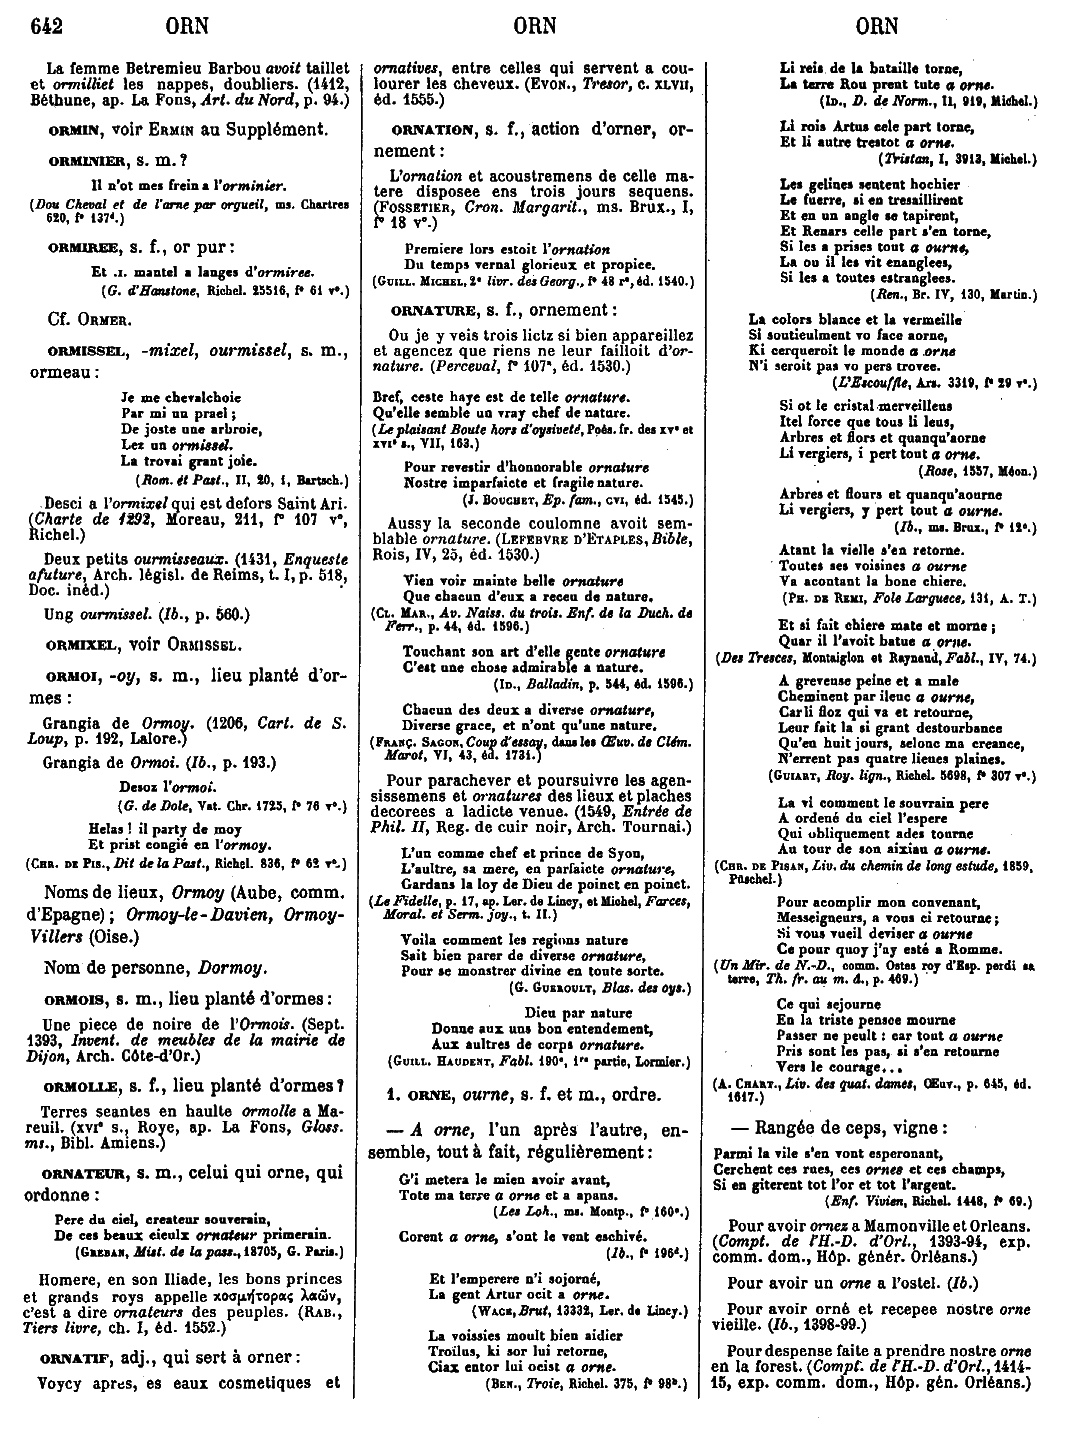 642 ORN ORN ORN
La femme Betremieu Barbou avoit taillet
et ormilliet les nappes, doubliers. (1412,
Béthune, ap. La Fons, Art. du Nord, p. 94.)
ORMIN, voir ERMIN au Supplément.
ORMINIER, s. m. ?
Il n'ot mes frein a l'orminier.
(Dou Cheval et de l'arne par orgueil, ms. Chartres
620, f° 137d.)
ORMIREE, s. f., or pur :
Et .I. mantel a langes d'ormiree.
(G. d'Hanstone, Richel. 25516, f° 61 v°.)
Cf. ORMER.
ORMISSEL, -mixel, ourmissel, s. m.,
ormeau :
Je me chevalchoie
Par mi un prael ;
De joste une arbroie,
Lez un ormissel.
La trovai grant joie.
(Rom. et Past., II, 20, 1, Bartsch.)
Desci a l'ormixel qui est defors Saint Ari.
(Charte de 1292, Moreau, 211, f° 107 v°,
Richel.)
Deux petits ourmisseaux. (1431, Enqueste
afuture, Arch. législ. de Reims, t. I, p. 518,
Doc. inéd.)
Ung ourmissel. (Ib., p. 560.)
ORMIXEL, voir ORMISSEL.
ORMOI, -oy, s. m., lieu planté d'or-
mes :
Grangia de Ormoy. (1206, Cart. de S.
Loup, p. 192, Lalore.)
Grangia de Ormoi. (Ib., p. 193.)
Desoz l'ormoi.
(G. de Dole, Vat. Chr. 1725, f° 76 v°.)
Helas ! il party de moy
Et prist congié en l'ormoy.
(CHR. DE PIS., Dit de la Past., Richel. 836, f° 62 v°.)
Noms de lieux, Ormoy (Aube, comm.
d'Epagne) ; Ormoy-le-Davien, Ormoy-
Villers (Oise.)
Nom de personne, Dormoy.
ORMOIS, s. m., lieu planté d'ormes :
Une piece de noire de l'Ormois. (Sept.
1393, Invent. de meubles de la mairie de
Dijon, Arch. Côte-d'Or.)
ORMOLLE, s. f., lieu planté d'ormes ?
Terres seantes en haulte ormolle a Ma-
reuil. (XVIe s., Roye, ap. La Fons, Gloss.
ms., Bibl. Amiens.)
ORNATEUR, s. m., celui qui orne, qui
ordonne :
Pere du ciel, createur souverain,
De ces beaux cieulx ornateur primerain.
(GREBAN, Mist. de la pass., 18705, G. Paris.)
Homere, en son Iliade, les bons princes
et grands roys appelle κοσμήτορας λαῶν,
c'est a dire ornateurs des peuples. (RAB.,
Tiers livre, ch. I, éd. 1552.)
ORNATIF, adj., qui sert à orner :
Voycy apres, es eaux cosmetiques et
ornatives, entre celles qui servent a cou-
lourer les cheveux. (EVON., Tresor, c. XLVII,
éd. 1555.)
ORNATION, s. f., action d'orner, or-
nement :
L'ornation et acoustremens de celle ma-
tere disposee ens trois jours sequens.
(FOSSETIER, Cron. Margarit., ms. Brux., I,
f° 18 v°.)
Premiere lors estoit l'ornation
Du temps vernal glorieux et propice.
(GUILL. MICHEL, 2e livr. des Georg., f° 48 r°, éd. 1540.)
ORNATURE, s. f., ornement :
Ou je y veis trois lictz si bien appareillez
et agencez que riens ne leur failloit d'or-
nature. (Perceval, f° 107a, éd. 1530.)
Bref, ceste haye est de telle ornature.
Qu'elle semble un vray chef de nature.
(Le plaisant Boute hors d'oysiveté, Poés. fr. des XVe et
XVIe s., VII, 163.)
Pour revestir d'honnorable ornature
Nostre imparfaicte et fragile nature.
(J. BOUCHET, Ep. fam., CVI, éd. 1545.)
Aussy la seconde coulomne avoit sem-
blable ornature. (LEFEBVRE D'ETAPLES, Bible,
Rois, IV, 25, éd. 1530.)
Vien voir mainte belle ornature
Que chacun d'eux a receu de nature.
(CL. MAR., Av. Naiss. du trois. Enf. de la Duch. de
Ferr., p. 44, éd. 1596.)
Touchant son art d'elle gente ornature
C'est une chose admirable a nature.
(ID., Balladin, p. 544, éd. 1596.)
Chacun des deux a diverse ornature,
Diverse grace, et n'ont qu'une nature.
(FRANÇ. SAGON, Coup d'essay, dans les Œuv. de Clém.
Marot, VI, 43, éd. 1731.)
Pour parachever et poursuivre les agen-
sissemens et ornatures des lieux et plaches
decorees a ladicte venue. (1549, Entrée de
Phil. II, Reg. de cuir noir, Arch. Tournai.)
L'un comme chef et prince de Syon,
L'aultre, sa mere, en parfaicte ornature,
Gardans la loy de Dieu de poinct en poinct.
(Le Fidelle, p. 17, ap. Ler. de Lincy, et Michel, Farces,
Moral. et Serm. joy., t. II.)
Voila comment les regions nature
Sait bien parer de diverse ornature,
Pour se monstrer divine en toute sorte.
(G. GUEROULT, Blas. des oys.)
Dieu par nature
Donne aux uns bon entendement,
Aux aultres de corps ornature.
(GUILL. HAUDENT, Fabl. 190e, 1re partie, Lormier.)
1. ORNE, ourne, s. f. et m., ordre.
— A orne, l'un après l'autre, en-
semble, tout à fait, régulièrement :
G'i metera le mien avoir avant,
Tote ma terre a orne et a apans.
(Les Loh., ms. Montp., f° 160c.)
Corent a orne, s'ont le vent eschivé.
(Ib., f° 196d.)
Et l'emperere n'i sojorné,
La gent Artur ocit a orne.
(WACE, Brut, 13332, Ler. de Lincy.)
La voissies moult bien aidier
Troilus, ki sor lui retorne,
Ciax entor lui ocist a orne.
(BEN., Troie, Richel. 375, f° 98b.)
Li reis de la bataille torne,
La terre Rou prent tute a orne.
(ID., D. de Norm., II, 919, Michel.)
Li rois Artus cele part torne,
Et li autre trestot a orne.
(Tristan, I, 3913, Michel.)
Les gelines sentent hochier
Le fuerre, si en tresaillirent
Et en un angle se tapirent,
Et Renars celle part s'en torne,
Si les a prises tout a ourne,
La ou il les vit enanglees,
Si les a toutes estranglees.
(Ren., Br. IV, 130, Martin.)
La colors blance et la vermeille
Si soutieulment vo face aorne,
Ki cerqueroit le monde a orne
N'i seroit pas vo pers trovee.
(L'Escouffle, Ars. 3319, f° 29 v°.)
Si ot le cristal merveilleus
Itel force que tous li leus,
Arbres et flors et quanqu'aorne
Li vergiers, i pert tout a orne.
(Rose, 1557, Méon.)
Arbres et flours et quanqu'aourne
Li vergiers, y pert tout a ourne.
(Ib., ms. Brux., f° 12c.)
Atant la vielle s'en retorne.
Toutes ses voisines a ourne
Va acontant la bone chiere.
(PH. DE REMI, Fole Larguece, 131, A. T.)
Et si fait chiere mate et morne ;
Quar il l'avoit batue a orne.
(Des Tresces, Montaiglon et Raynaud, Fabl., IV, 74.)
A greveuse peine et a male
Cheminent par ileuc a ourne,
Car li floz qui va et retourne,
Leur fait la si grant destourbance
Qu'en huit jours, selonc ma creance,
N'errent pas quatre lieues plaines.
(GUIART, Roy. lign., Richel. 5698, f° 307 v°.)
La vi comment le souvrain pere
A ordené du ciel l'espere
Qui obliquement ades tourne
Au tour de son aixiau a ourne.
(CHR. DE PISAN, Liv. du chemin de long estude, 1859,
Püschel.)
Pour acomplir mon convenant,
Messeigneurs, a vous ci retourne ;
Si vous vueil deviser a ourne
Ce pour quoy j'ay esté a Romme.
(Un Mir. de N.-D., comm. Ostes roy d'Esp. perdi sa
terre, Th. fr. au m. â., p. 469.)
Ce qui sejourne
En la triste pensee mourne
Passer ne peult : car tout a ourne
Pris sont les pas, si s'en retourne
Vers le courage...
(A. CHART., Liv. des quat. dames, Œuv., p. 645, éd.
1617.)
— Rangée de ceps, vigne :
Parmi la vile s'en vont esperonant,
Cerchent ces rues, ces ornes et ces champs,
Si en giterent tot l'or et tot l'argent.
(Enf. Vivien, Richel. 1448, f° 69.)
Pour avoir ornez a Mamonville et Orleans.
(Compt. de l'H.-D. d'Orl., 1393-94, exp.
comm. dom., Hôp. génér. Orléans.)
Pour avoir un orne a l'ostel. (Ib.)
Pour avoir orné et recepee nostre orne
vieille. (Ib., 1398-99.)
Pour despense faite a prendre nostre orne
en la forest. (Compt. de l'H.-D. d'Orl., 1414-
15, exp. comm. dom., Hôp. gén. Orléans.)